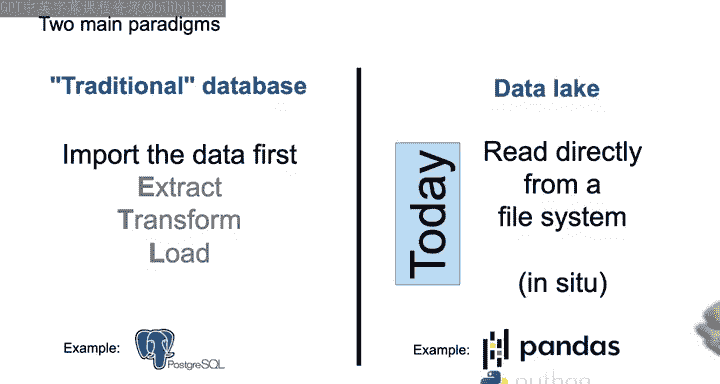 Two main paradigms
"Traditional" database
Import the data first
Extract
Transform
Load
Example:
PostgreSQL
Data lake
Today
Read directly
from a
file system
(in situ)
Example:
pandas
python